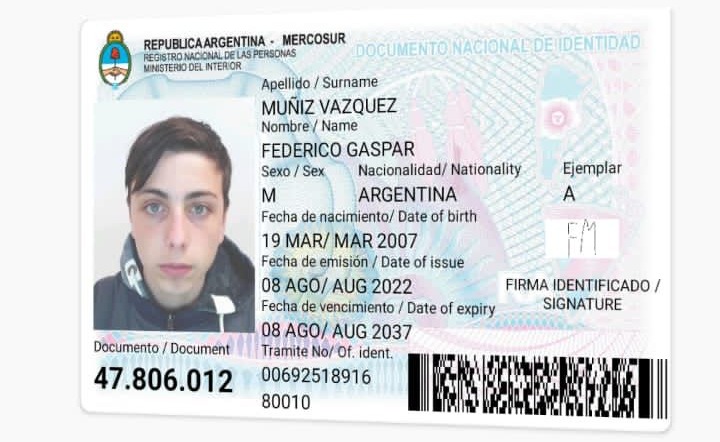 REPUBLICA ARGENTINA - MERCOSUR
REGISTRO NACIONAL DE LAS PERSONAS
MINISTERIO DEL INTERIOR
DOCUMENTO NACIONAL DE IDENTIDAD
Apellido / Surname
MUÑIZ VAZQUEZ
Nombre / Name
FEDERICO GASPAR
Sexo / Sex Nacionalidad/ Nationality Ejemplar
M ARGENTINA A
Fecha de nacimiento/ Date of birth
19 MAR/ MAR 2007
FM
Fecha de emisión / Date of issue
08 AGO/ AUG 2022
FIRMA IDENTIFICADO /
SIGNATURE
Fecha de vencimiento / Date of expiry
08 AGO/ AUG 2037
Documento / Document
47.806.012
Tramite No/ Of. ident.
00692518916
80010